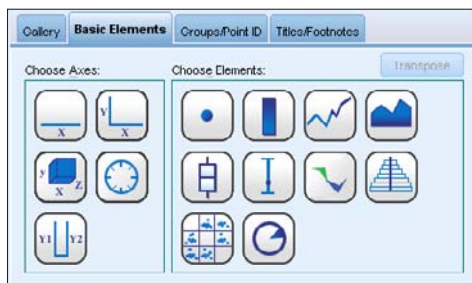 Gallery Basic Elements Groups/Point ID Titles/Footnotes
Choose Axes: Choose Elements: Transpose
X Y X
y X Z
Y1 Y2